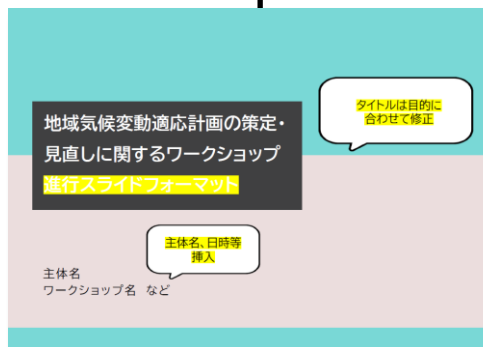 地域気候変動適応計画の策定・
見直しに関するワークショップ
進行スライドフォーマット
タイトルは目的に
合わせて修正
主体名、日時等
挿入
主体名
ワークショップ名 など